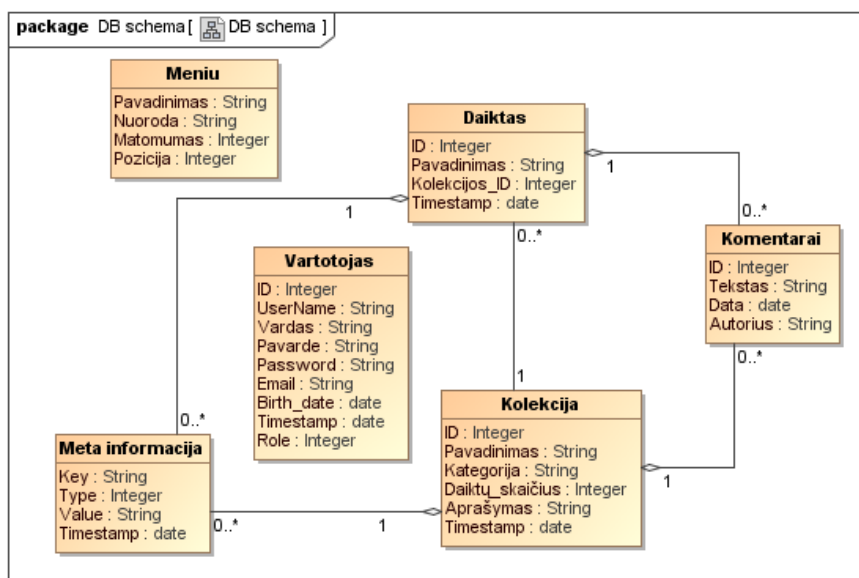 package DB schema [ DB schema ]
Meniu
Pavadinimas : String
Nuoroda : String
Matomumas : Integer
Pozicija : Integer
Daiktas
ID : Integer
Pavadinimas : String
Kolekcijos_ID : Integer
Timestamp : date
1
1
0..*
0..*
Komentarai
ID : Integer
Tekstas : String
Data : date
Autorius : String
0..*
Vartotojas
ID : Integer
UserName : String
Vardas : String
Pavarde : String
Password : String
Email : String
Birth_date : date
Timestamp : date
Role : Integer
1
Kolekcija
ID : Integer
Pavadinimas : String
Kategorija : String
Daiktų_skaičius : Integer
Aprašymas : String
Timestamp : date
1
0..*
Meta informacija
Key : String
Type : Integer
Value : String
Timestamp : date
0..*
1